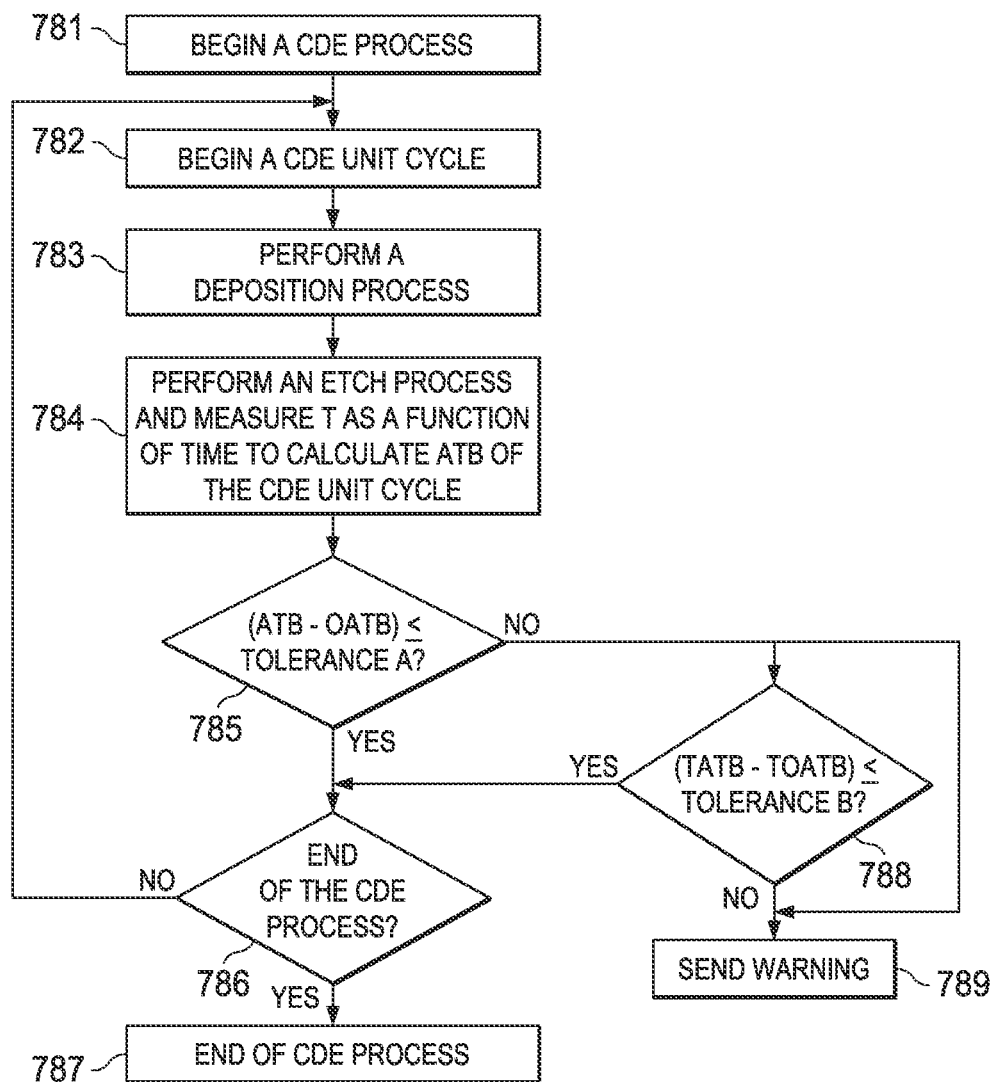 781
BEGIN A CDE PROCESS
782
BEGIN A CDE UNIT CYCLE
783
PERFORM A
DEPOSITION PROCESS
784
PERFORM AN ETCH PROCESS
AND MEASURE T AS A FUNCTION
OF TIME TO CALCULATE ATB OF
THE CDE UNIT CYCLE
(ATB - OATB) ≤
TOLERANCE A?
NO
785
YES
(TATB - TOATB) ≤
TOLERANCE B?
YES
788
NO
END
OF THE CDE
PROCESS?
NO
786
YES
SEND WARNING
789
787
END OF CDE PROCESS